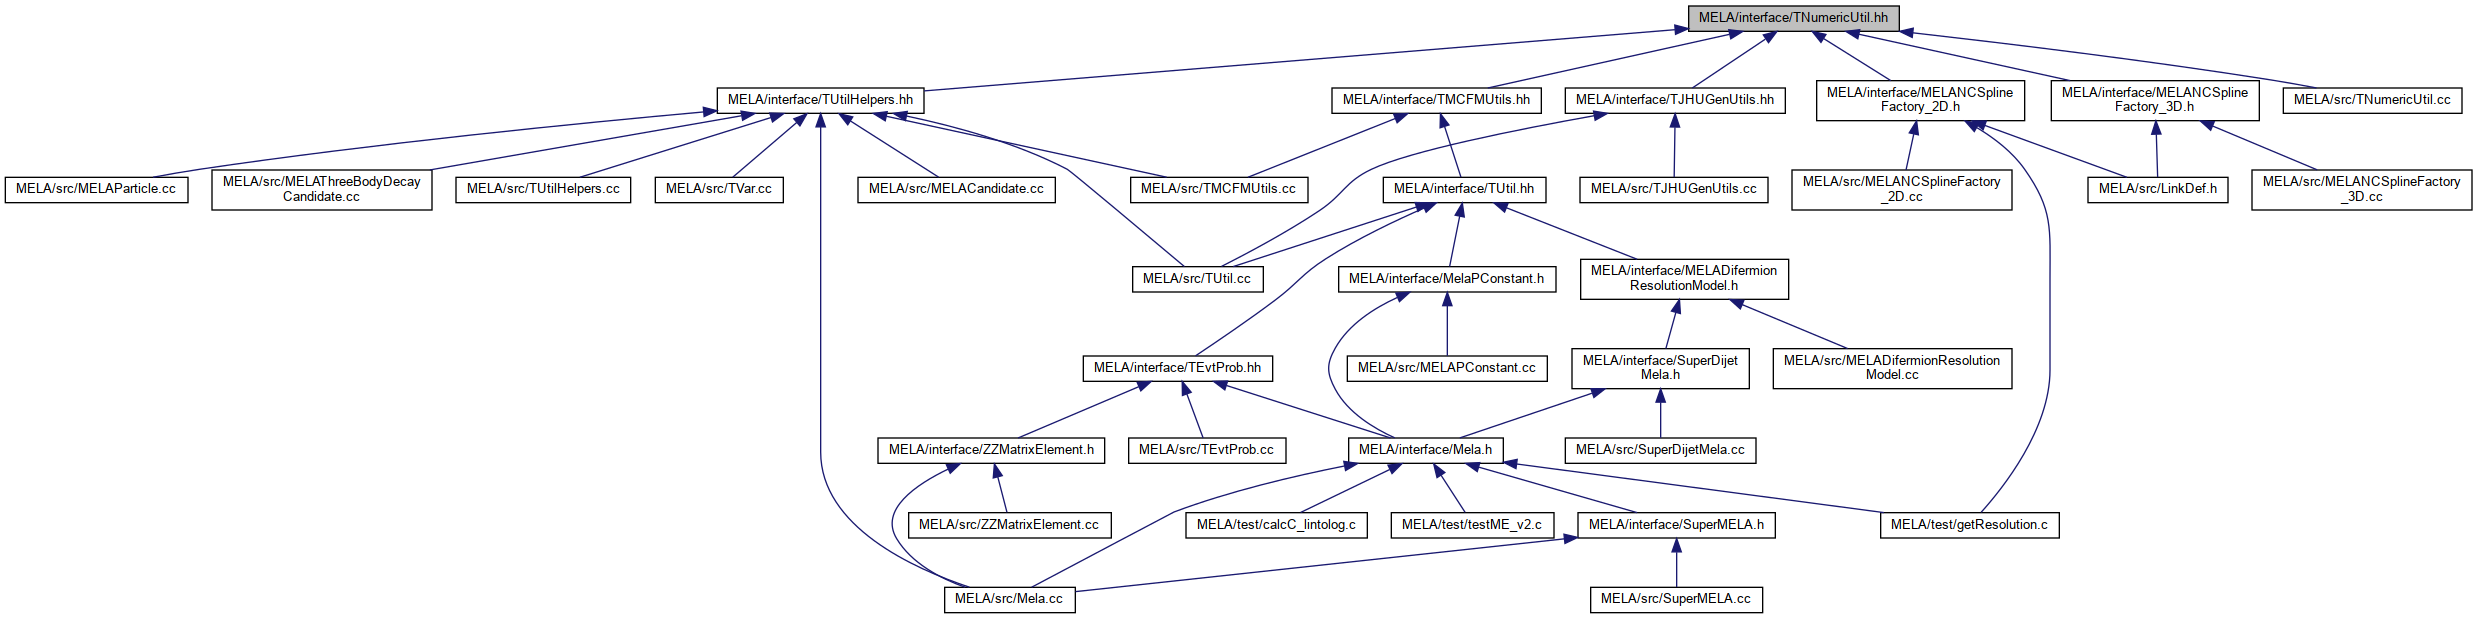 MELA/interface/TNumericUtil.hh
MELA/interface/TUtilHelpers.hh
MELA/interface/TMCFMUtils.hh
MELA/interface/TJHUGenUtils.hh
MELA/interface/MELANCSpline
Factory_2D.h
MELA/interface/MELANCSpline
Factory_3D.h
MELA/src/TNumericUtil.cc
MELA/src/MELAParticle.cc
MELA/src/MELAThreeBodyDecay
Candidate.cc
MELA/src/TUtilHelpers.cc
MELA/src/TVar.cc
MELA/src/MELACandidate.cc
MELA/src/TMCFMUtils.cc
MELA/interface/TUtil.hh
MELA/src/TJHUGenUtils.cc
MELA/src/MELANCSplineFactory
_2D.cc
MELA/src/LinkDef.h
MELA/src/MELANCSplineFactory
_3D.cc
MELA/src/TUtil.cc
MELA/interface/MelaPConstant.h
MELA/interface/MELADifermion
ResolutionModel.h
MELA/interface/TEvtProb.hh
MELA/src/MELAPConstant.cc
MELA/interface/SuperDijet
Mela.h
MELA/src/MELADifermionResolution
Model.cc
MELA/interface/ZZMatrixElement.h
MELA/src/TEvtProb.cc
MELA/interface/Mela.h
MELA/src/SuperDijetMela.cc
MELA/src/ZZMatrixElement.cc
MELA/test/calcC_lintolog.c
MELA/test/testME_v2.c
MELA/interface/SuperMELA.h
MELA/test/getResolution.c
MELA/src/Mela.cc
MELA/src/SuperMELA.cc